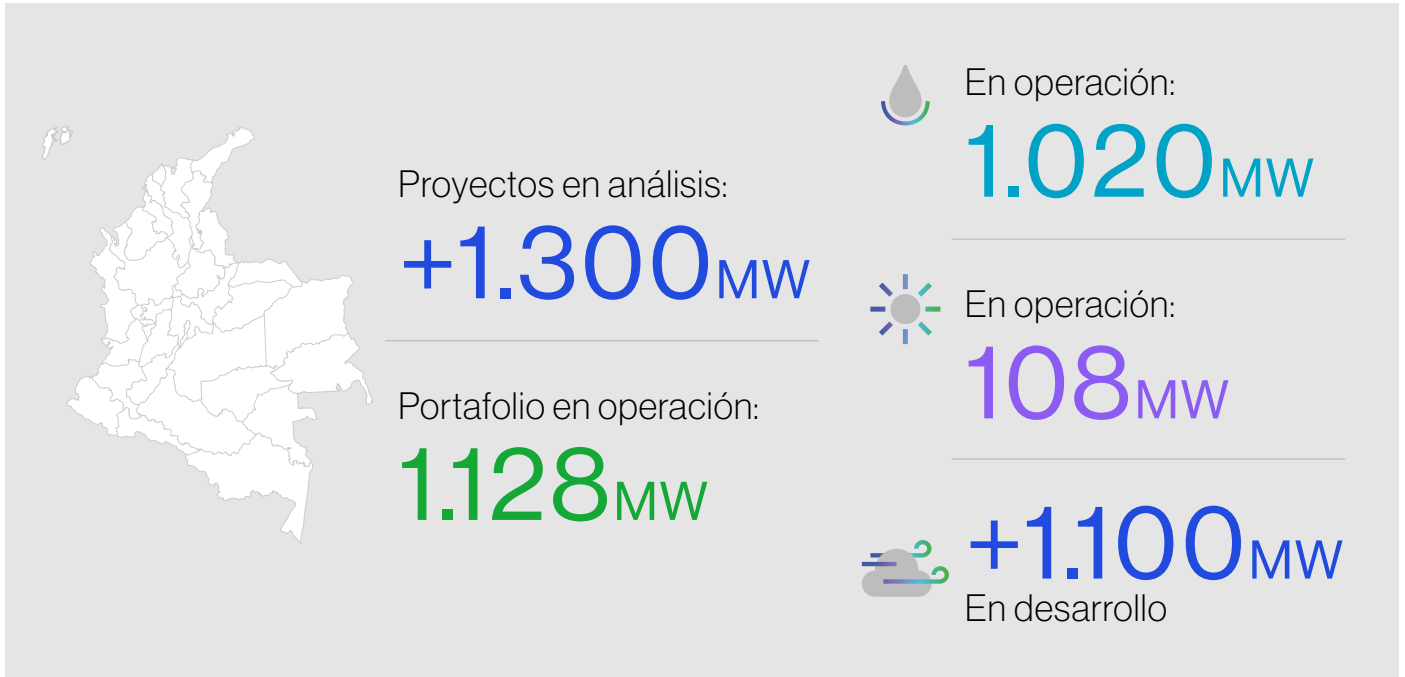 Proyectos en análisis:
+1.300MW
Portafolio en operación:
1.128MW
En operación:
1.020MW
En operación:
108MW
+1.100MW
En desarrollo